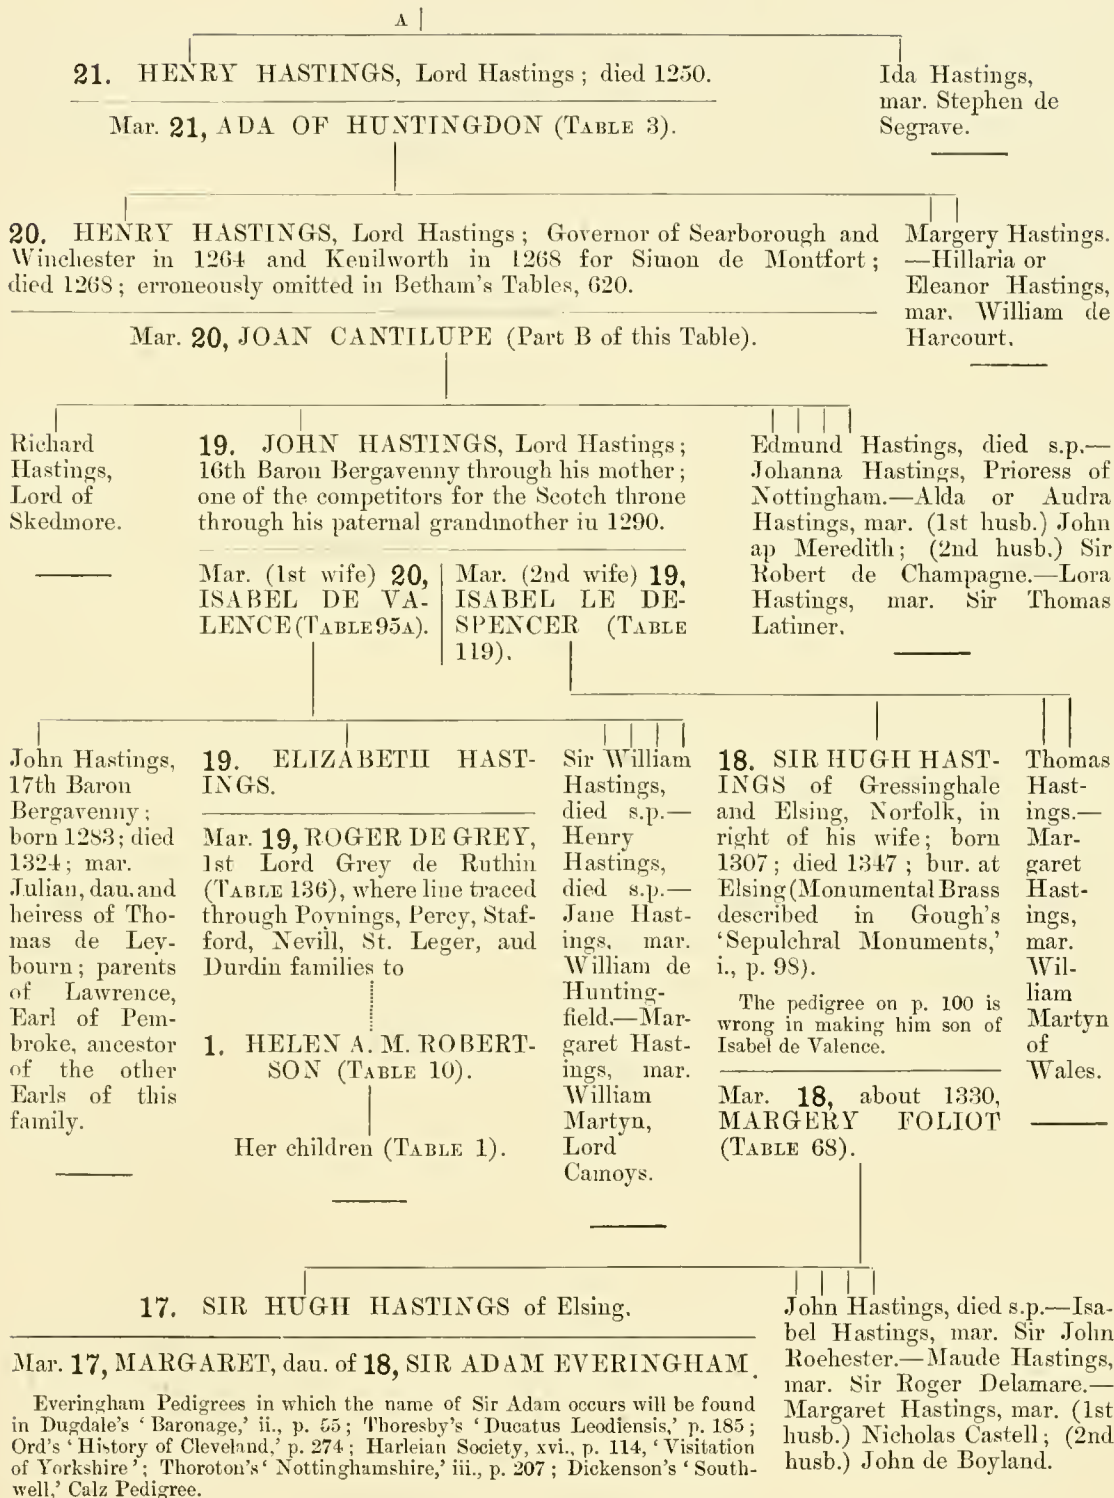 A
21. HENRY HASTINGS, Lord Hastings; died 1250.
Mar. 21, ADA OF HUNTINGDON (TABLE 3).
Ida Hastings,
mar. Stephen de
Segrave.
20. HENRY HASTINGS, Lord Hastings; Governor of Searborough and
Winchester in 1264 and Kenilworth in 1268 for Simon de Montfort;
died 1268; erroneously omitted in Betham's Tables, 620.
Mar. 20, JOAN CANTILUPE (Part B of this Table).
Margery Hastings.
—Hillaria or
Eleanor Hastings,
mar. William de
Harcourt.
Richard
Hastings,
Lord of
Skedmore.
19. JOHN HASTINGS, Lord Hastings;
16th Baron Bergavenny through his mother;
one of the competitors for the Scotch throne
through his paternal grandmother in 1290.
Mar. (1st wife) 20,
ISABEL DE VA-
LENCE (TABLE 95A).
Mar. (2nd wife) 19,
ISABEL LE DE-
SPENCER (TABLE
119).
Edmund Hastings, died s.p.—
Johanna Hastings, Prioress of
Nottingham.—Alda or Audra
Hastings, mar. (1st husb.) John
ap Meredith; (2nd husb.) Sir
Robert de Champagne.—Lora
Hastings, mar. Sir Thomas
Latimer.
John Hastings,
17th Baron
Bergavenny;
born 1283; died
1324; mar.
Julian, dau. and
heiress of Tho-
mas de Ley-
bourn; parents
of Lawrence,
Earl of Pem-
broke, ancestor
of the other
Earls of this
family.
19. ELIZABETH HAST-
INGS.
Mar. 19, ROGER DE GREY,
1st Lord Grey de Ruthin
(TABLE 136), where line traced
through Poynings, Percy, Staf-
ford, Nevill, St. Leger, and
Durdin families to
1. HELEN A. M. ROBERT-
SON (TABLE 10).
Her children (TABLE 1).
Sir William
Hastings,
died s.p.—
Henry
Hastings,
died s.p.—
Jane Hast-
ings, mar.
William de
Hunting-
field.—Mar-
garet Hast-
ings, mar.
William
Martyn,
Lord
Camoys.
18. SIR HUGH HAST-
INGS of Gressinghale
and Elsing, Norfolk, in
right of his wife; born
1307; died 1347; bur. at
Elsing (Monumental Brass
described in Gough's
'Sepulchral Monuments,'
i., p. 98).
The pedigree on p. 100 is
wrong in making him son of
Isabel de Valence.
Mar. 18, about 1330,
MARGERY FOLIOT
(TABLE 68).
Thomas
Hast-
ings.—
Mar-
garet
Hast-
ings,
mar.
Wil-
liam
Martyn
of
Wales.
17. SIR HUGH HASTINGS of Elsing.
Mar. 17, MARGARET, dau. of 18, SIR ADAM EVERINGHAM.
Everingham Pedigrees in which the name of Sir Adam occurs will be found
in Dugdale's 'Baronage,' ii., p. 55; Thoresby's 'Ducatus Leodiensis,' p. 185;
Ord's 'History of Cleveland,' p. 274; Harleian Society, xvi., p. 114, 'Visitation
of Yorkshire'; Thoroton's 'Nottinghamshire,' iii., p. 207; Dickenson's 'South-
well,' Calz Pedigree.
John Hastings, died s.p.—Isa-
bel Hastings, mar. Sir John
Roehester.—Maude Hastings,
mar. Sir Roger Delamare.—
Margaret Hastings, mar. (1st
husb.) Nicholas Castell; (2nd
husb.) John de Boyland.